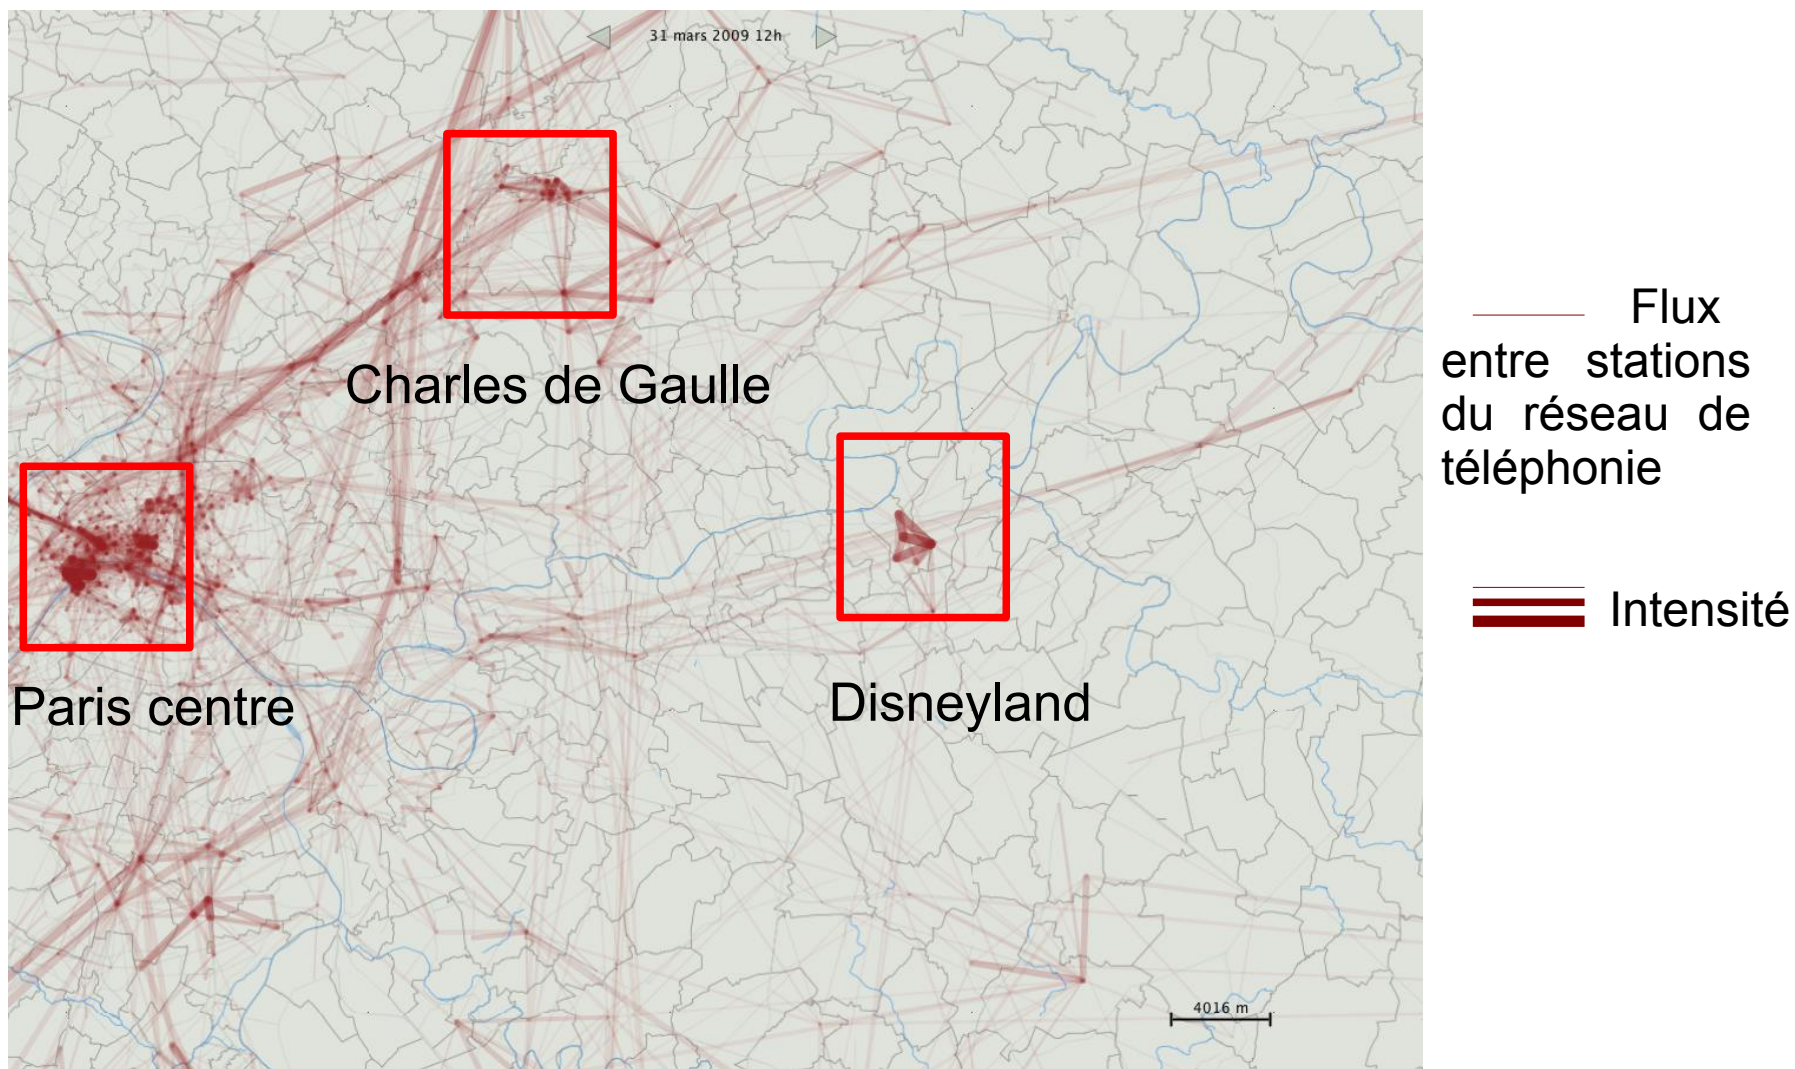 31 mars 2009 12h
Charles de Gaulle
Paris centre
Disneyland
4016 m
Flux
entre stations
du réseau de
téléphonie
Intensité